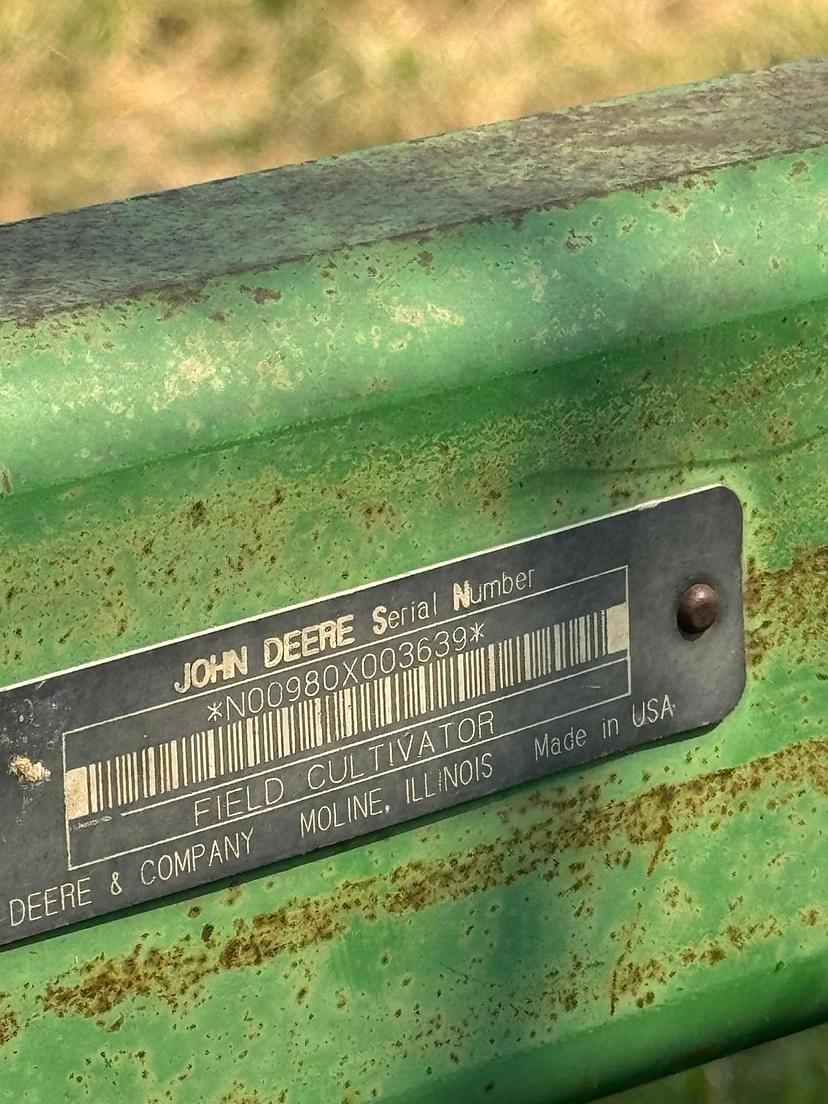 JOHN DEERE Serial Number
*N00980X003639*
FIELD CULTIVATOR
DEERE & COMPANY MOLINE, ILLINOIS Made in USA